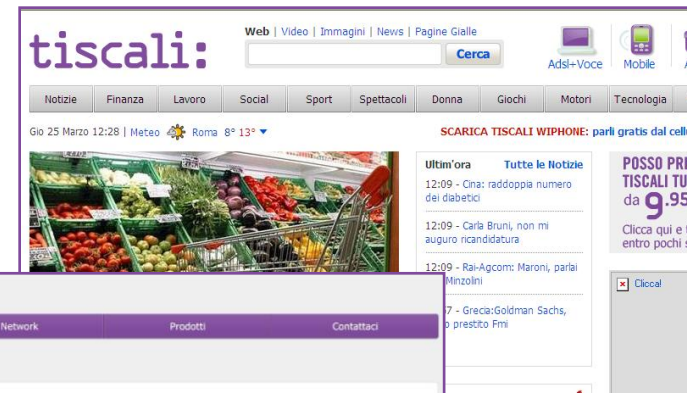 tiscali:
Web | Video | Immagini | News | Pagine Gialle
Cerca
Adsl+Voce
Mobile
Notizie Finanza Lavoro Social Sport Spettacoli Donna Giochi Motori Tecnologia
Gio 25 Marzo 12:28 | Meteo Roma 8° 13°
SCARICA TISCALI WIPHONE: parli gratis dal
Ultim'ora Tutte le Notizie
12:09 - Cina: raddoppia numero
dei diabetici
12:09 - Carla Bruni, non mi
auguro ricandidatura
12:09 - Rai-Agcom: Maroni, parlai
Minzolini
7 - Grecia:Goldman Sachs,
prestito Fmi
POSSO
TISCALI
da 9.95
Clicca qui e
entro pochi
Clicca!
Network Prodotti Contattaci